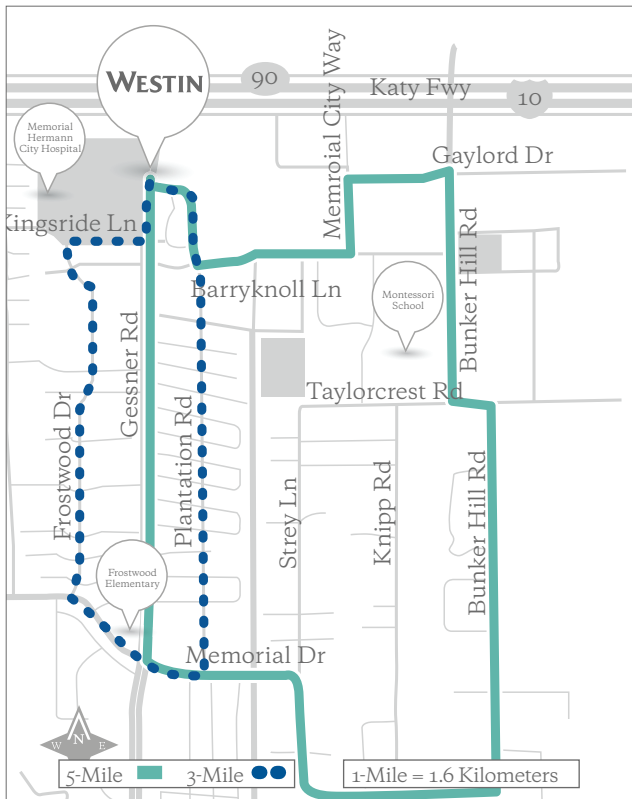 WESTIN
90
Katy Fwy
10
Memroial City Way
Memorial
Hermann
City Hospital
Gaylord Dr
Kingsride Ln
Barryknoll Ln
Bunker Hill Rd
Montessori
School
Gessner Rd
Taylorcrest Rd
Frostwood Dr
Plantation Rd
Strey Ln
Knipp Rd
Bunker Hill Rd
Frostwood
Elementary
Memorial Dr
W N E
5-Mile 3-Mile
1-Mile = 1.6 Kilometers